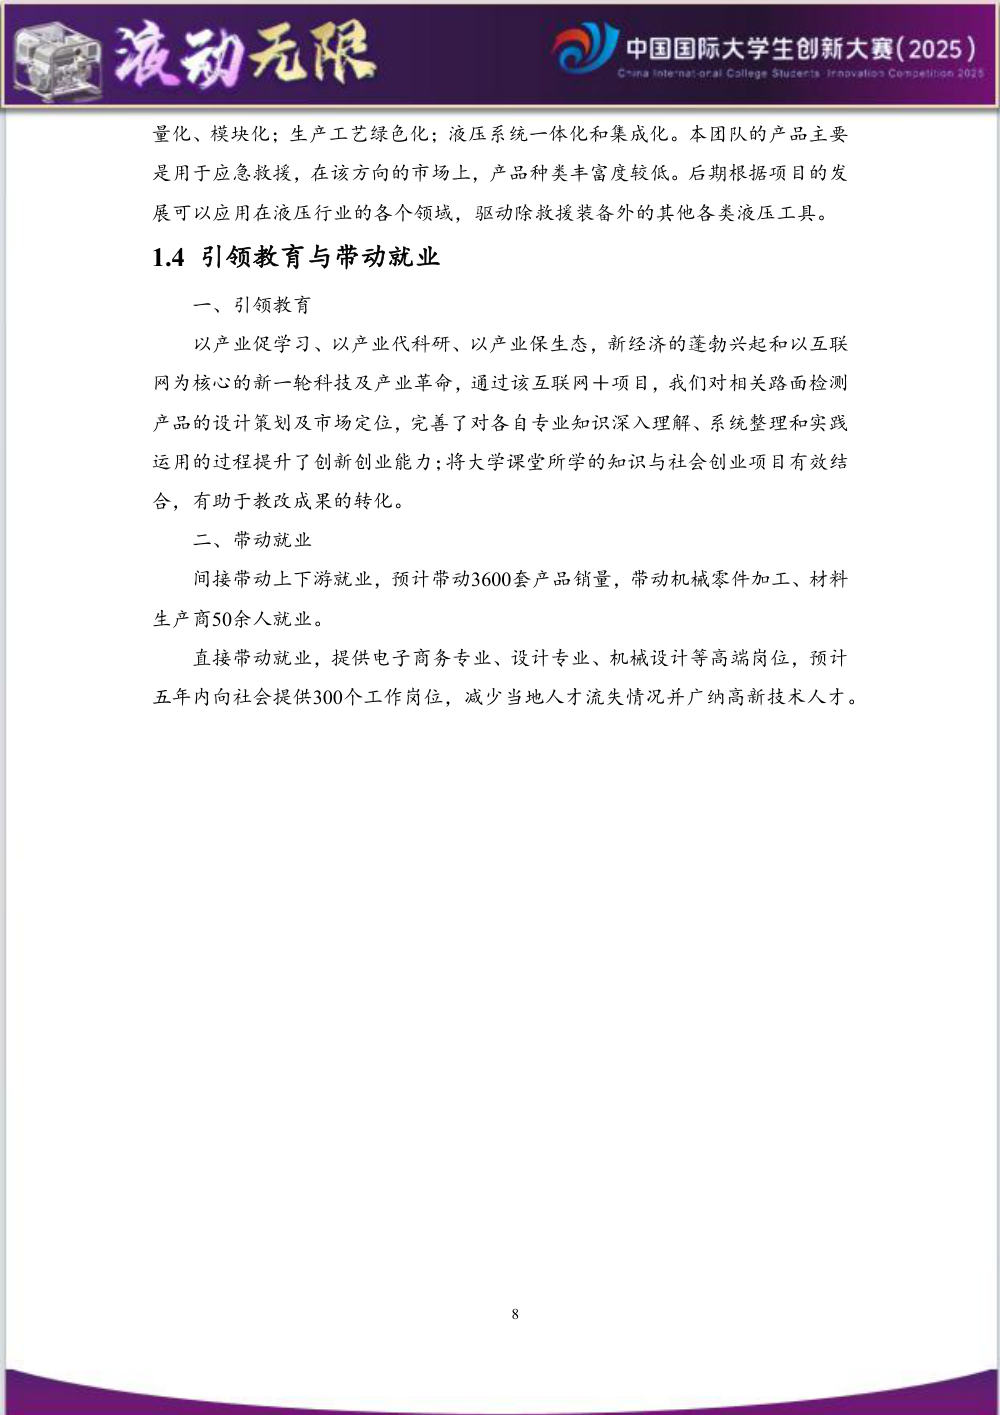 液动无限
中国国际大学生创新大赛(2025)
China International College Students' Innovation Competition 2025
量化、模块化；生产工艺绿色化；液压系统一体化和集成化。本团队的产品主要
是用于应急救援，在该方向的市场上，产品种类丰富度较低。后期根据项目的发
展可以应用在液压行业的各个领域，驱动除救援装备外的其他各类液压工具。
1.4 引领教育与带动就业
一、引领教育
以产业促学习、以产业代科研、以产业保生态，新经济的蓬勃兴起和以互联
网为核心的新一轮科技及产业革命，通过该互联网＋项目，我们对相关路面检测
产品的设计策划及市场定位，完善了对各自专业知识深入理解、系统整理和实践
运用的过程提升了创新创业能力；将大学课堂所学的知识与社会创业项目有效结
合，有助于教改成果的转化。
二、带动就业
间接带动上下游就业，预计带动3600套产品销量，带动机械零件加工、材料
生产商50余人就业。
直接带动就业，提供电子商务专业、设计专业、机械设计等高端岗位，预计
五年内向社会提供300个工作岗位，减少当地人才流失情况并广纳高新技术人才。
8